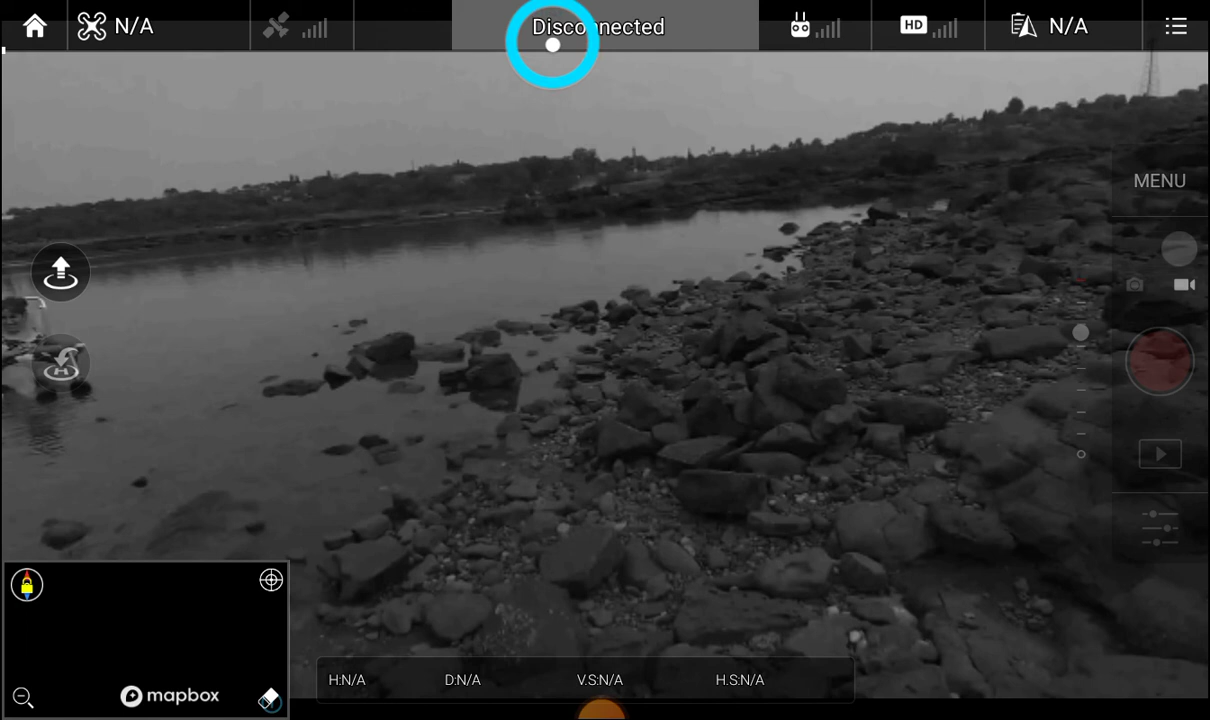 N/A
Disconnected
HD
N/A
MENU
H:N/A
D:N/A
V.S:N/A
H.S:N/A
mapbox